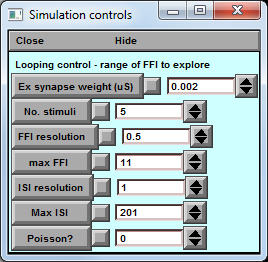 Simulation controls
Close Hide
Looping control - range of FFI to explore
Ex synapse weight (uS) 0.002
No. stimuli 5
FFI resolution 0.5
max FFI 11
ISI resolution 1
Max ISI 201
Poisson? 0